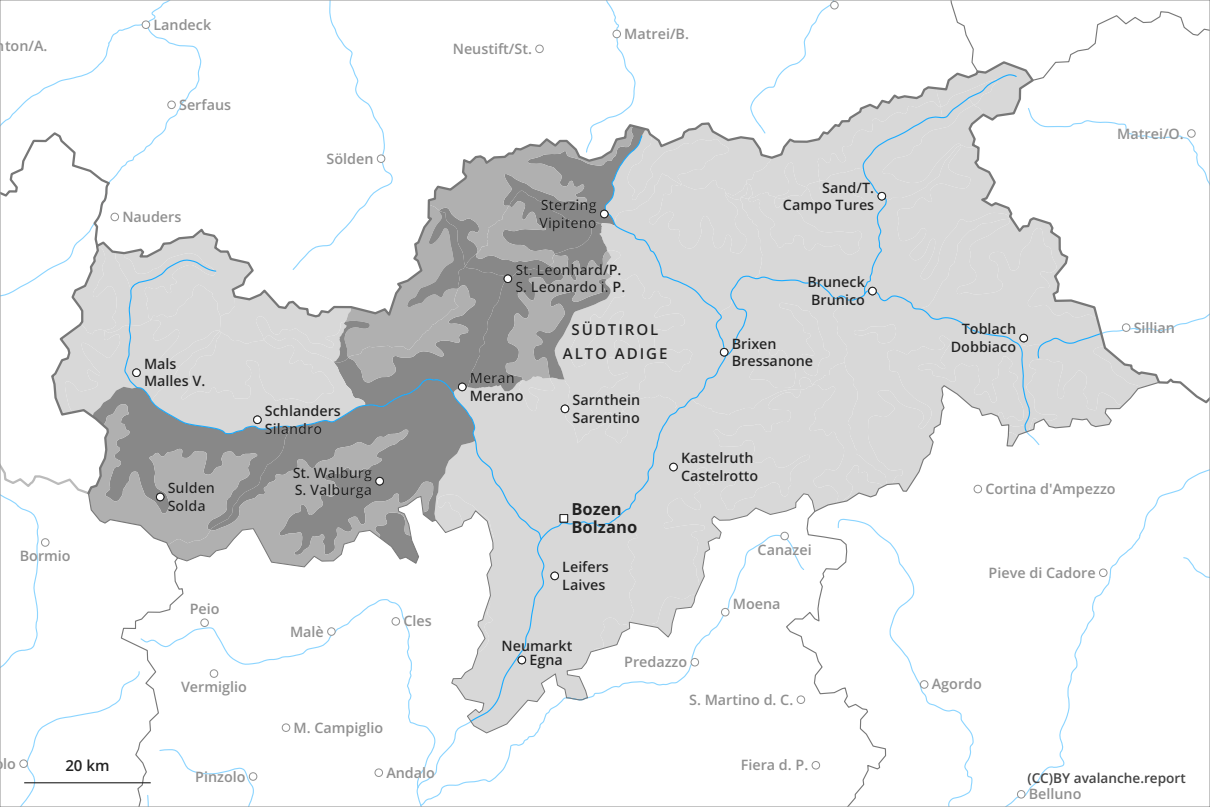 Landeck
nton/A.
Neustift/St.
Matrei/B.
Serfaus
Matrei/O.
Sölden
Sand/T.
Campo Tures
Nauders
Sterzing
Vipiteno
St. Leonhard/P.
S. Leonardo i. P.
Bruneck
Brunico
SÜDTIROL
ALTO ADIGE
Toblach
Dobbiaco
Sillian
Brixen
Bressanone
Mals
Malles V.
Meran
Merano
Schlanders
Silandro
Sarnthein
Sarentino
Kastelruth
Castelrotto
St. Walburg
S. Valburga
Sulden
Solda
Cortina d'Ampezzo
Bozen
Bolzano
Bormio
Canazei
Leifers
Laives
Pieve di Cadore
Peio
Malè
Cles
Moena
Neumarkt
Egna
Predazzo
Vermiglio
Agordo
S. Martino d. C.
M. Campiglio
olo
20 km
Pinzolo
Andalo
Fiera d. P.
(CC)BY avalanche.report
Belluno